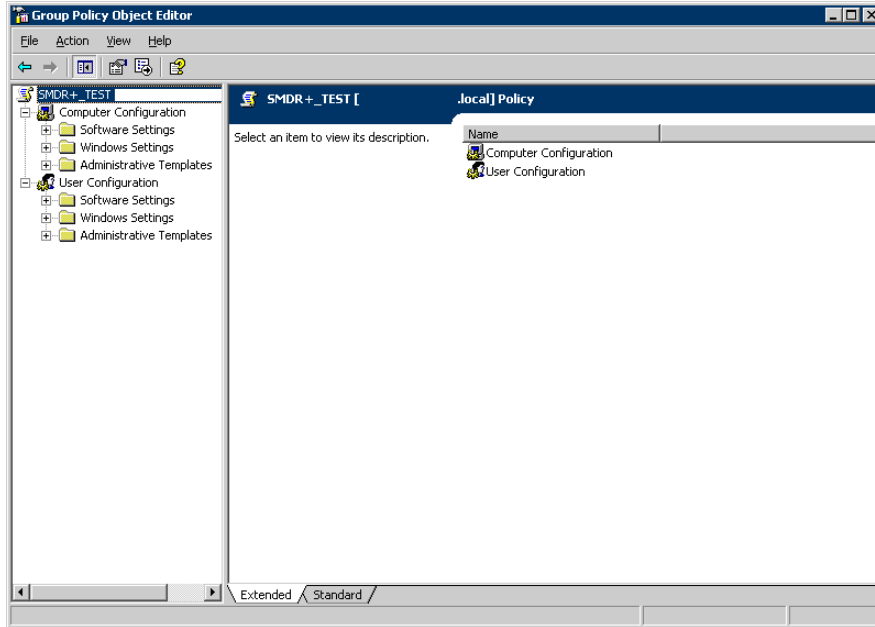 Group Policy Object Editor
File Action View Help
SMDR+_TEST
Computer Configuration
Software Settings
Windows Settings
Administrative Templates
User Configuration
Software Settings
Windows Settings
Administrative Templates
SMDR+_TEST [ .local] Policy
Select an item to view its description.
Name
Computer Configuration
User Configuration
Extended Standard